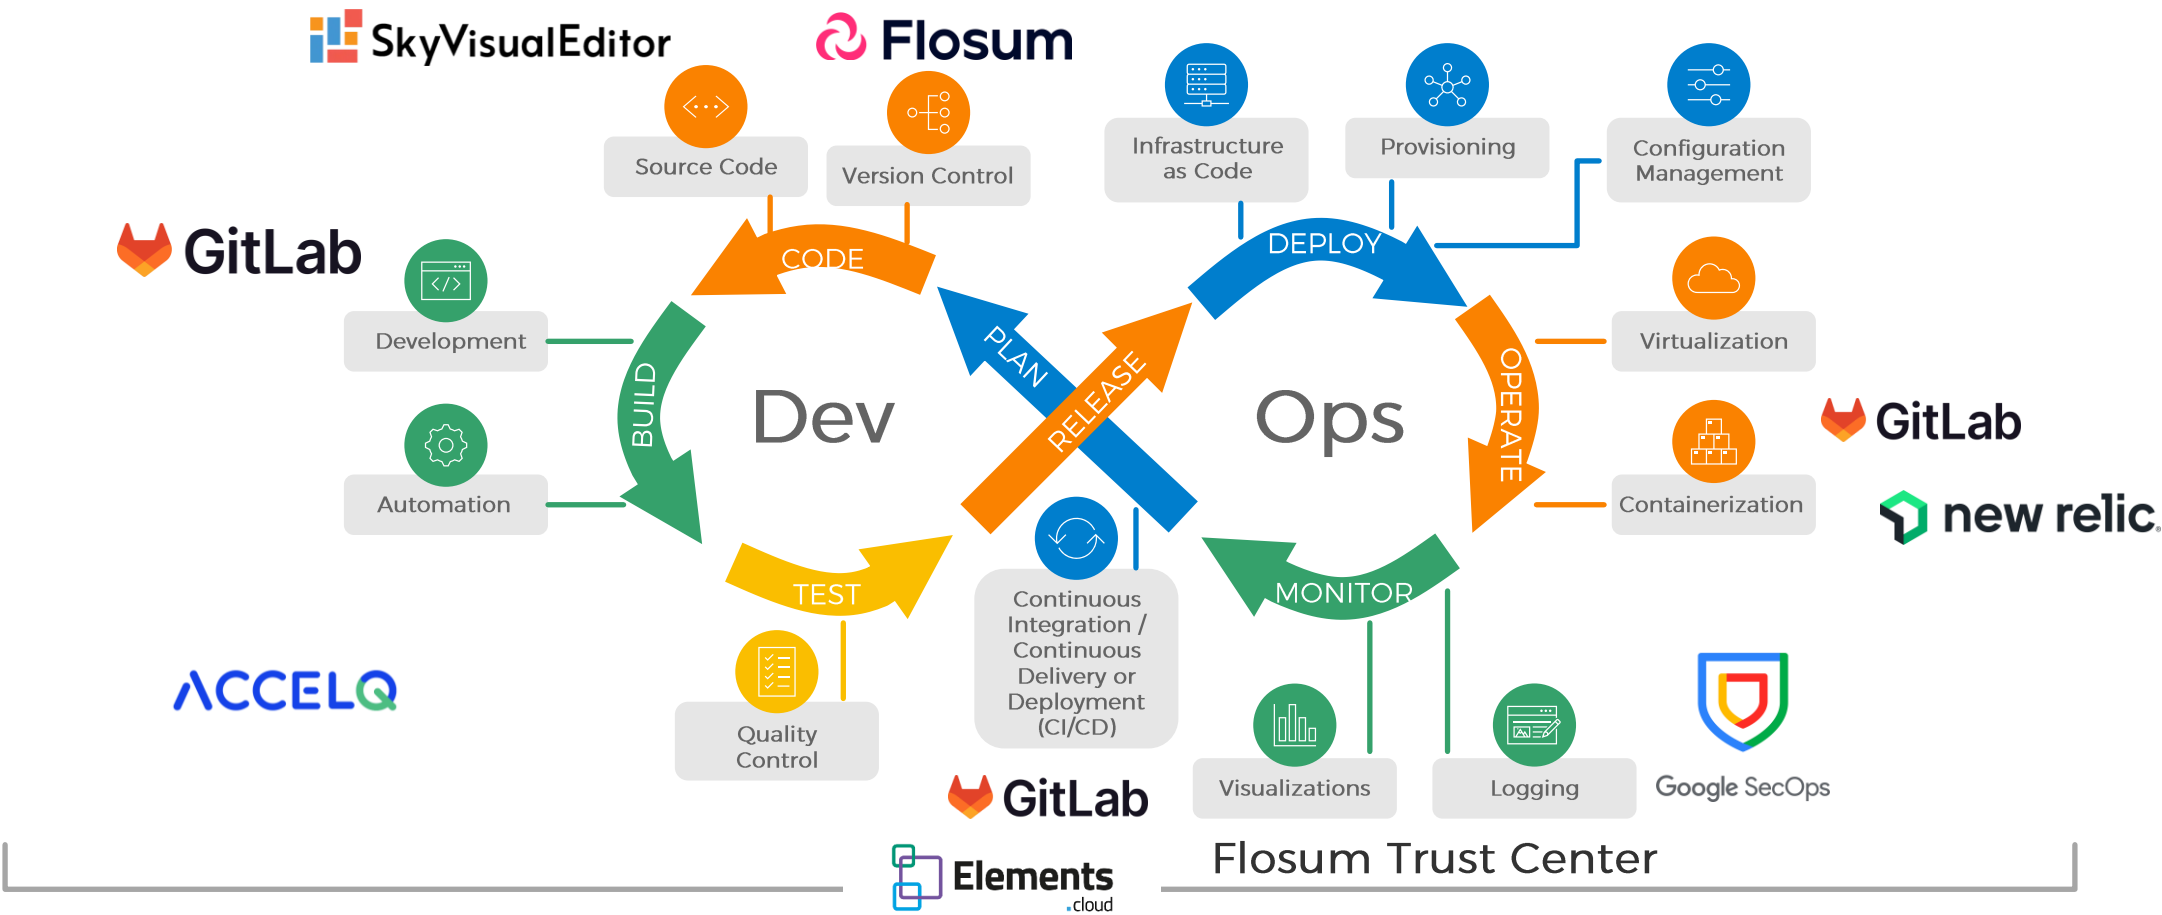 SkyVisualEditor
Flosum
Source Code
Version Control
Infrastructure
as Code
Provisioning
Configuration
Management
GitLab
CODE
DEPLOY
Development
Virtualization
BUILD
PLAN
RELEASE
OPERATE
Dev
Ops
GitLab
Automation
Containerization
new relic
TEST
MONITOR
Continuous
Integration /
Continuous
Delivery or
Deployment
(CI/CD)
ACCELQ
Quality
Control
Visualizations
Logging
Google SecOps
GitLab
Flosum Trust Center
Elements
.cloud